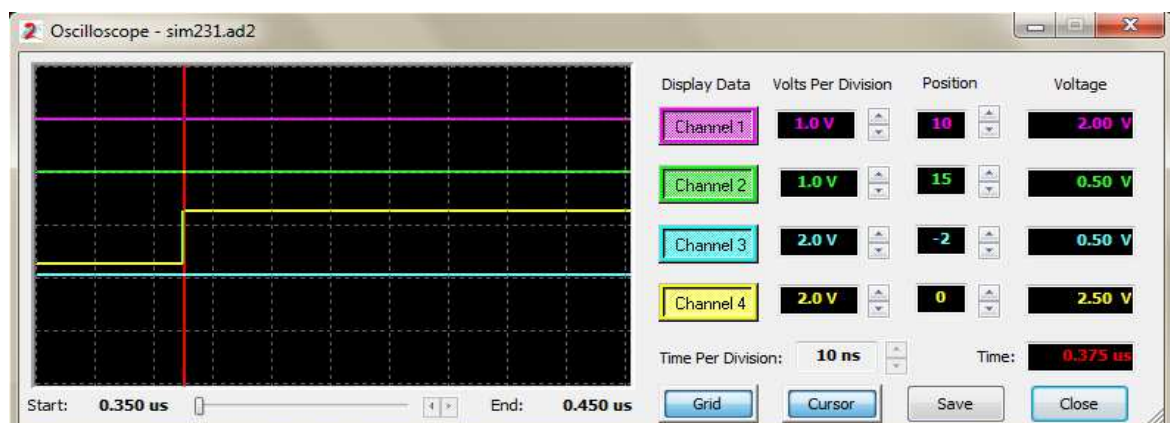 Oscilloscope - sim231.ad2
Display Data Volts Per Division Position Voltage
Channel 1 1.0 V 10 2.00 V
Channel 2 1.0 V 15 0.50 V
Channel 3 2.0 V -2 0.50 V
Channel 4 2.0 V 0 2.50 V
Time Per Division: 10 ns Time: 0.375 us
Start: 0.350 us End: 0.450 us Grid Cursor Save Close